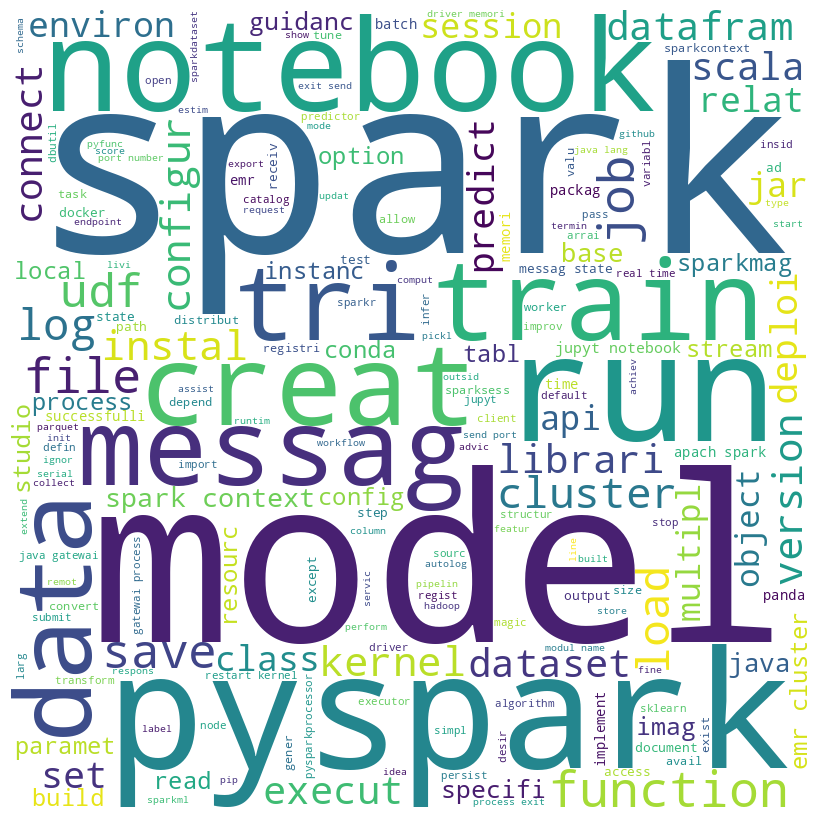 environ
guidanc
batch
driver memori
session
datafram
schema
show
tune
sparkdataset
notebook
sparkcontext
scala
open
exit send
relat
connect
estim
spark
dbutil
pyfunc
score
port number
configur
predictor
mode
option
predict
github
java lang
valu
variabl
insid
job
ad
jar
type
start
export
emr
receiv
catalog
request
updat
task
docker
endpoint
allow
packag
pass
termin
arrai
base
memori
local
livi
udf
instanc
test
comput
messag state
real time
sparkmag
log
state
path
distribut
tri
sparkr
infer
pickl
train
worker
improv
deploi
instal
registri
conda
tabl
jupyt notebook
stream
file
creat
assist
depend
outsid
sparksess
jupyt
time
default
run
achiev
process
successfulli
runtim
client
api
parquet
init
defin
ignor
serial
collect
messag
import
workflow
send port
advic
librari
apach spark
version
studio
spark context
config
cluster
multipl
object
extend
data
java gatewai
gatewai process
remot
convert
submit
model
resourc
except
servic
step
column
sourc
autolog
pipelin
regist
hadoop
perform
structur
featur
magic
line
built
output
size
store
load
stop
panda
larg
save
respons
class
kernel
driver
dataset
modul name
fine
java
emr cluster
transform
restart kernel
pyspark
paramet
label
node
gener
pysparkprocessor
executor
simpl
algorithm
desir
implement
sklearn
imag
document
exist
avail
set
read
pip
idea
persist
specifi
access
build
sparkml
execut
process exit
function